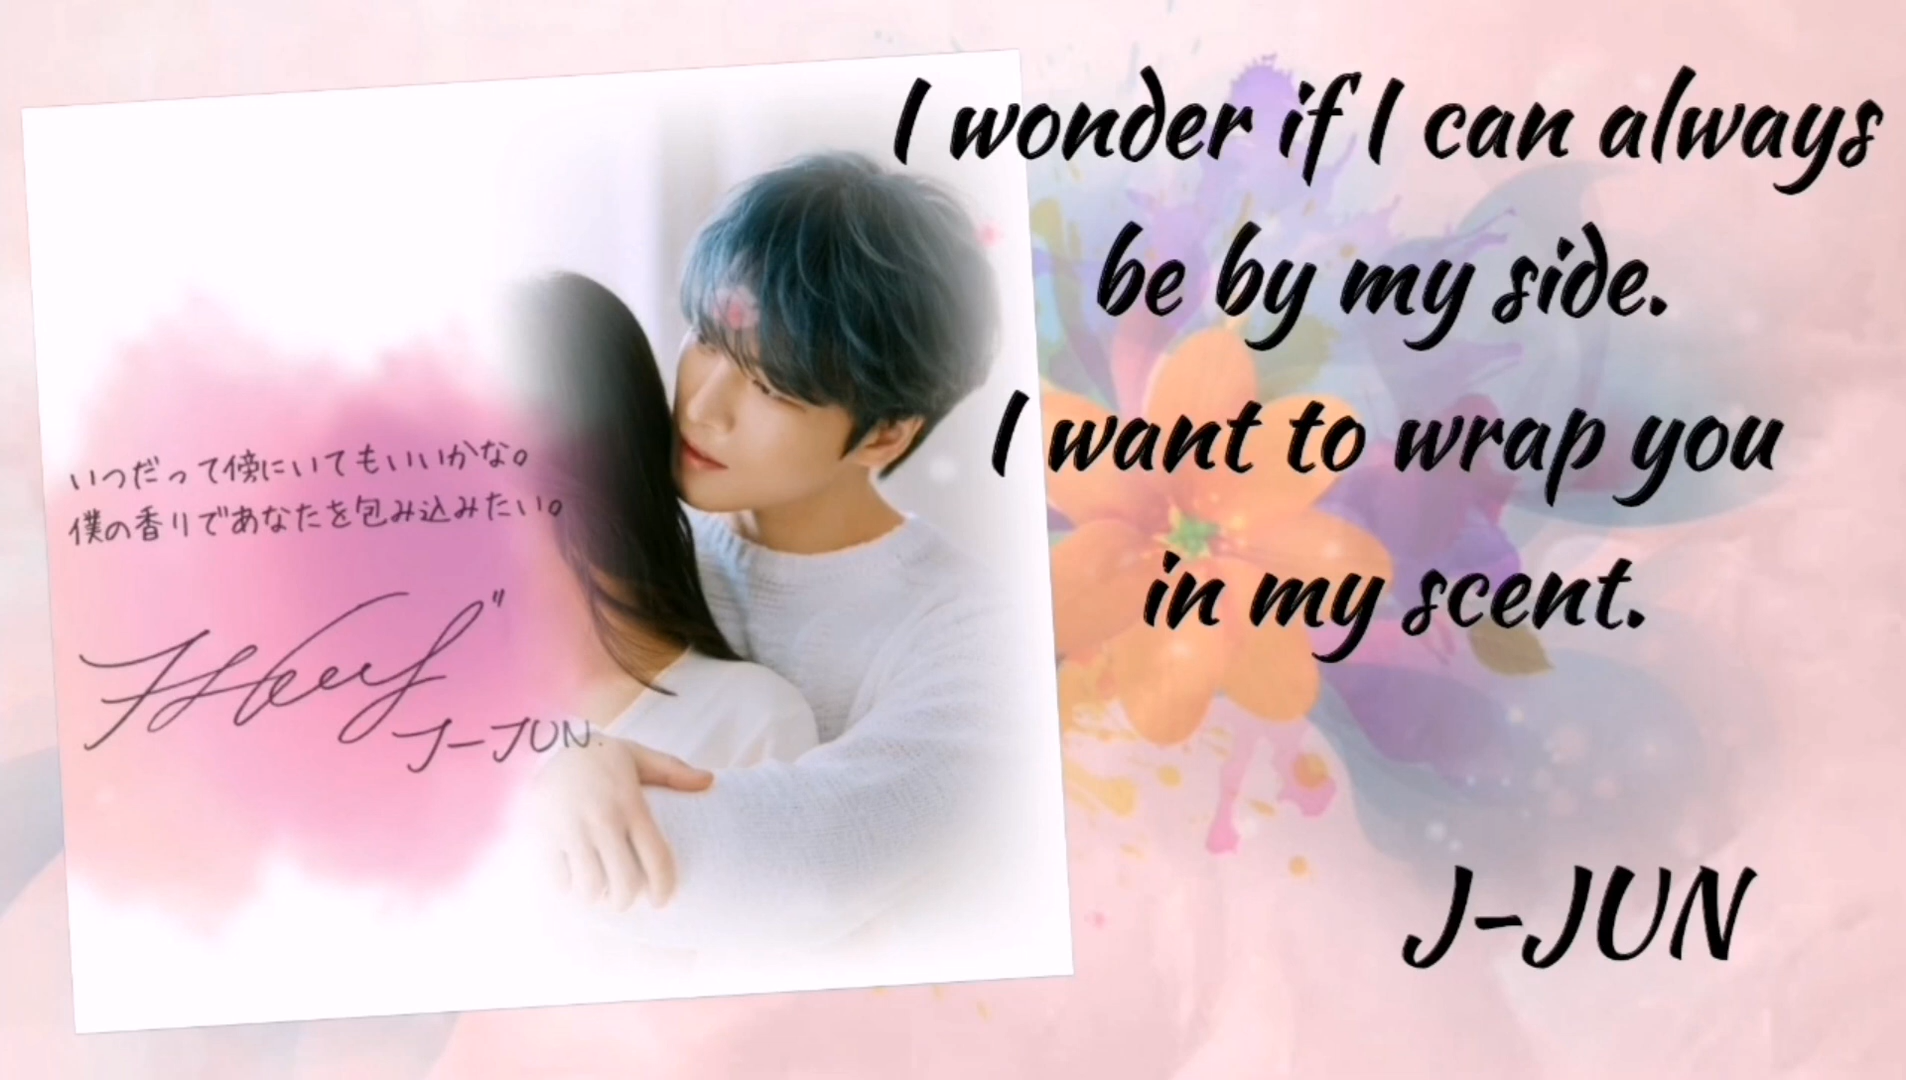 いつだって傍にいてもいいかな。
僕の香りであなたを包み込みたい。
J-JUN.
I wonder if I can always
be by my side.
I want to wrap you
in my scent.
J-JUN